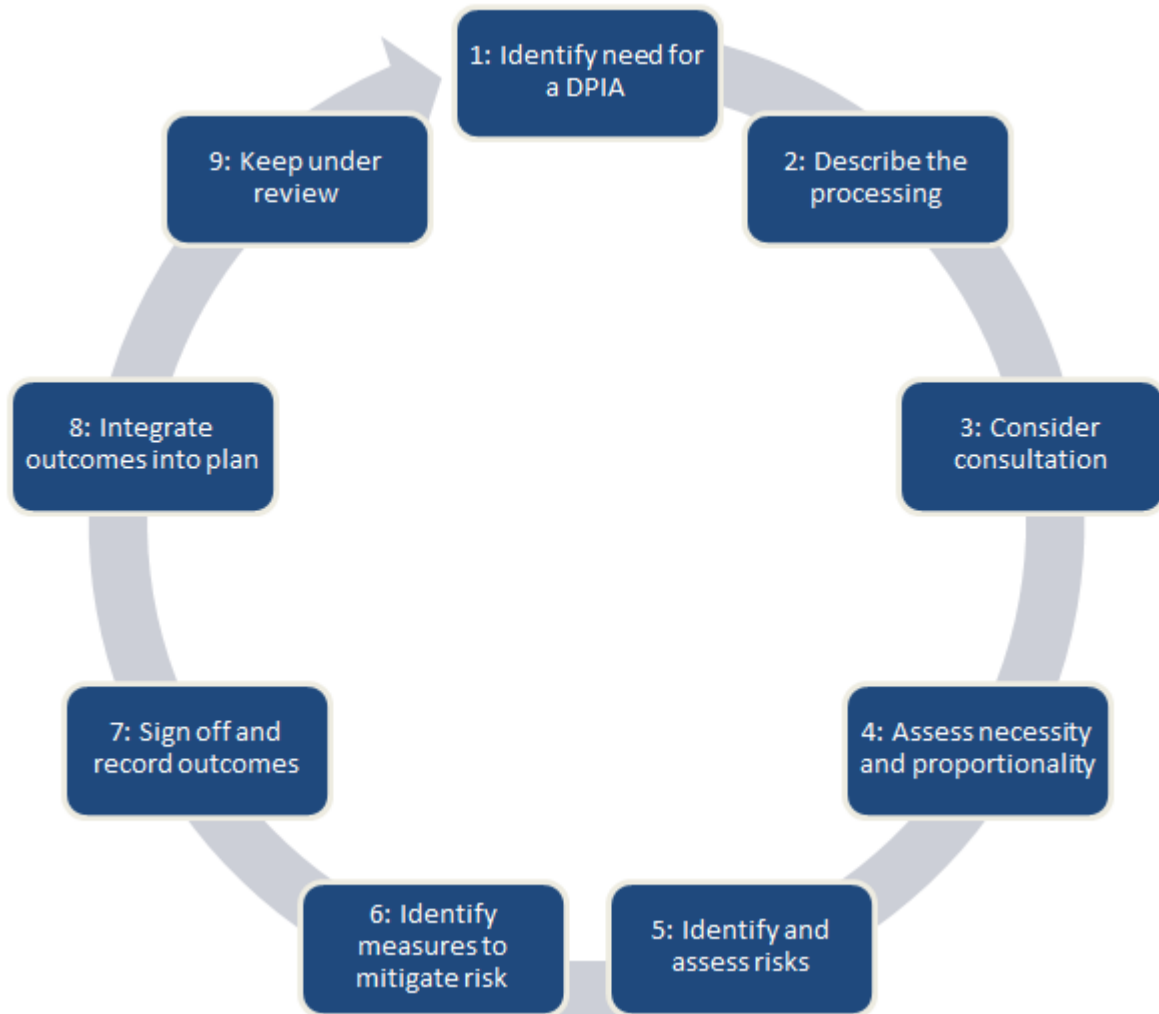 1: Identify need for
a DPIA
2: Describe the
processing
3: Consider
consultation
4: Assess necessity
and proportionality
5: Identify and
assess risks
6: Identify
measures to
mitigate risk
7: Sign off and
record outcomes
8: Integrate
outcomes into plan
9: Keep under
review